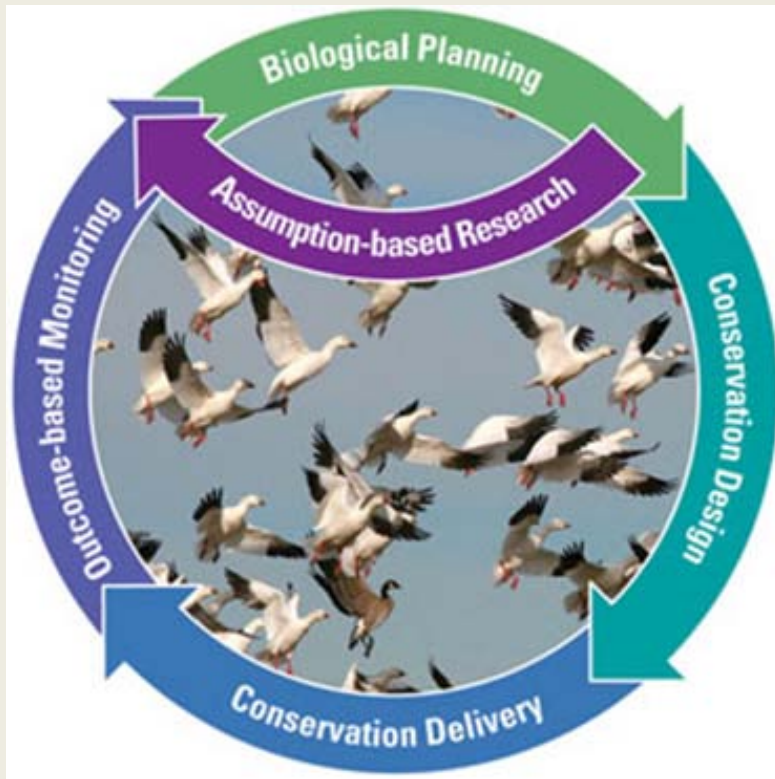 Biological Planning
Assumption-based Research
Conservation Design
Conservation Delivery
Outcome-based Monitoring